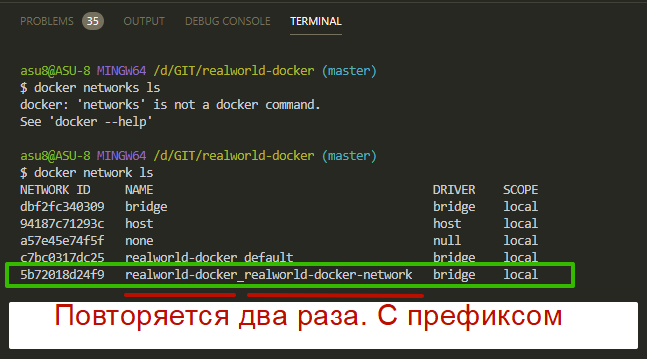 PROBLEMS 35 OUTPUT DEBUG CONSOLE TERMINAL
asu8@ASU-8 MINGW64 /d/GIT/realworld-docker (master)
$ docker networks ls
docker: 'networks' is not a docker command.
See 'docker --help'
asu8@ASU-8 MINGW64 /d/GIT/realworld-docker (master)
$ docker network ls
NETWORK ID NAME DRIVER SCOPE
dbf2fc340309 bridge bridge local
94187c71293c host host local
a57e45e74f5f none null local
c7bc0317dc25 realworld-docker_default bridge local
5b72018d24f9 realworld-docker_realworld-docker-network bridge local
Повторяется два раза. С префиксом